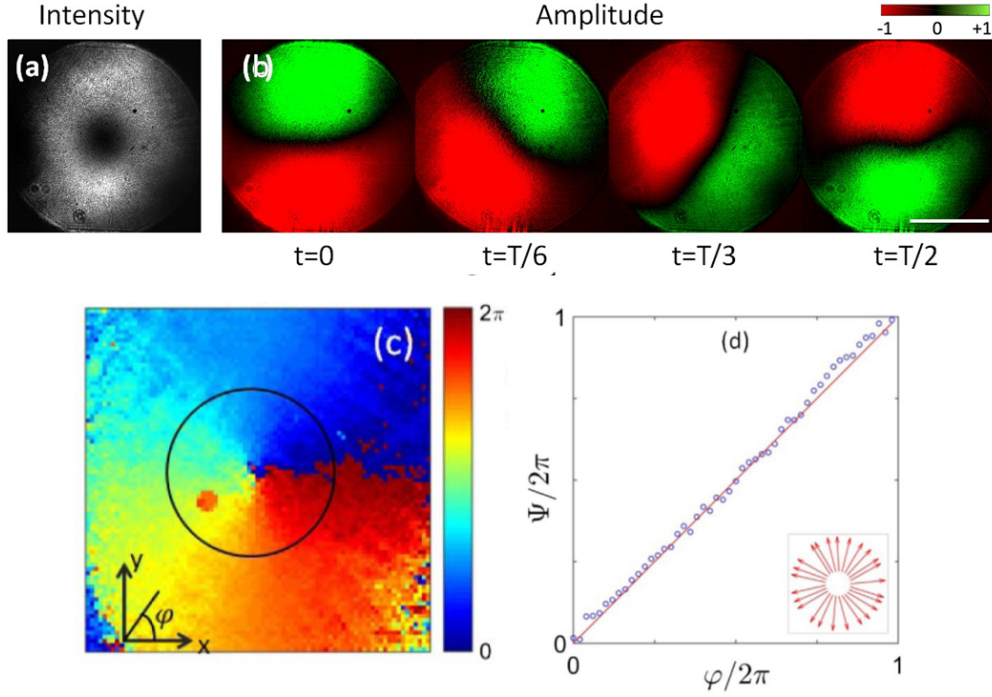 Intensity
Amplitude
-1 0 +1
(a)
(b)
t=0
t=T/6
t=T/3
t=T/2
(c)
2π
0
y
φ
x
(d)
1
Ψ/2π
0
0
φ/2π
1